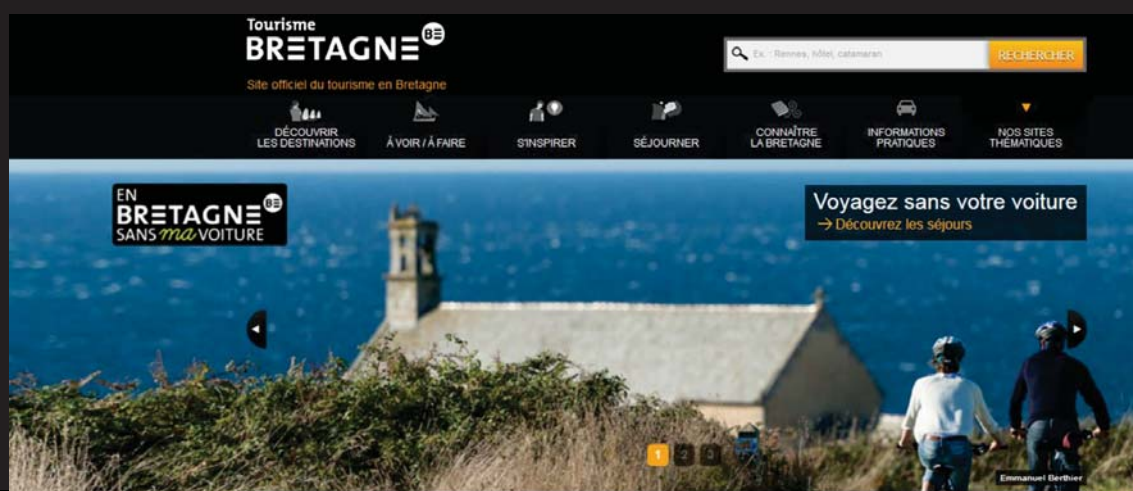 Tourisme
BRETAGNE BE
Site officiel du tourisme en Bretagne
Ex. : Rennes, hôtel, catamaran
RECHERCHER
DÉCOUVRIR
LES DESTINATIONS
À VOIR / À FAIRE
S'INSPIRER
SÉJOURNER
CONNAÎTRE
LA BRETAGNE
INFORMATIONS
PRATIQUES
NOS SITES
THÉMATIQUES
EN
BRETAGNE BE
SANS ma VOITURE
Voyagez sans votre voiture
→ Découvrez les séjours
1 2 3
Emmanuel Berthier